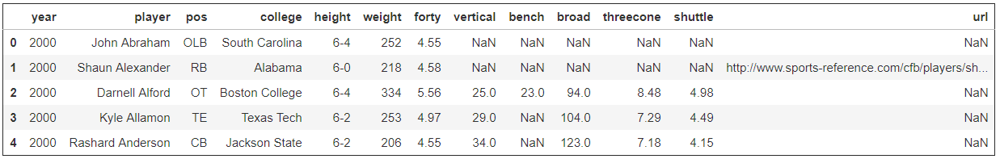 year player pos college height weight forty vertical bench broad threecone shuttle url
0 2000 John Abraham OLB South Carolina 6-4 252 4.55 NaN NaN NaN NaN NaN NaN
1 2000 Shaun Alexander RB Alabama 6-0 218 4.58 NaN NaN NaN NaN NaN http://www.sports-reference.com/cfb/players/sh...
2 2000 Darnell Alford OT Boston College 6-4 334 5.56 25.0 23.0 94.0 8.48 4.98 NaN
3 2000 Kyle Allamon TE Texas Tech 6-2 253 4.97 29.0 NaN 104.0 7.29 4.49 NaN
4 2000 Rashard Anderson CB Jackson State 6-2 206 4.55 34.0 NaN 123.0 7.18 4.15 NaN